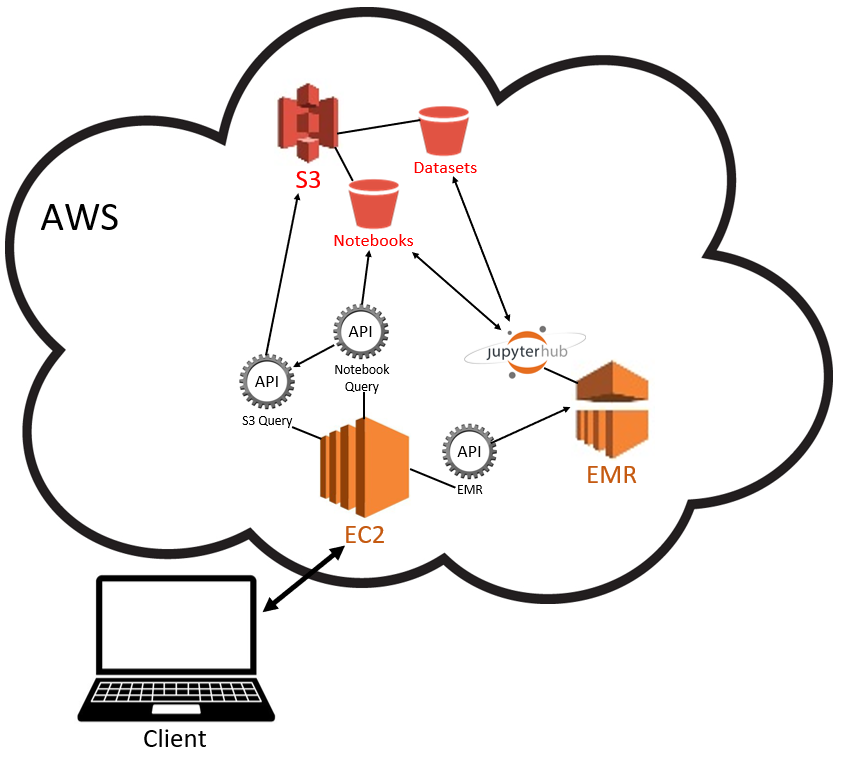 AWS
S3
Datasets
Notebooks
API
Notebook
Query
jupyterhub
API
S3 Query
API
EMR
EMR
EC2
Client